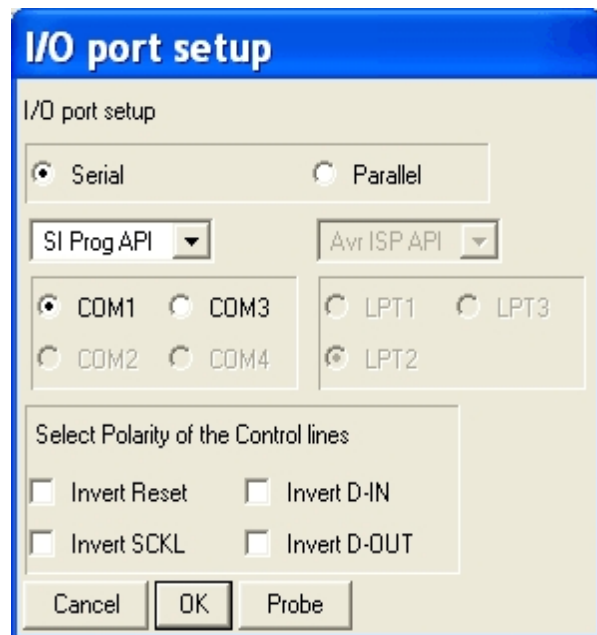 I/O port setup
I/O port setup
Serial Parallel
SI Prog API Avr ISP API
COM1 COM3 LPT1 LPT3
COM2 COM4 LPT2
Select Polarity of the Control lines
Invert Reset Invert D-IN
Invert SCKL Invert D-OUT
Cancel OK Probe